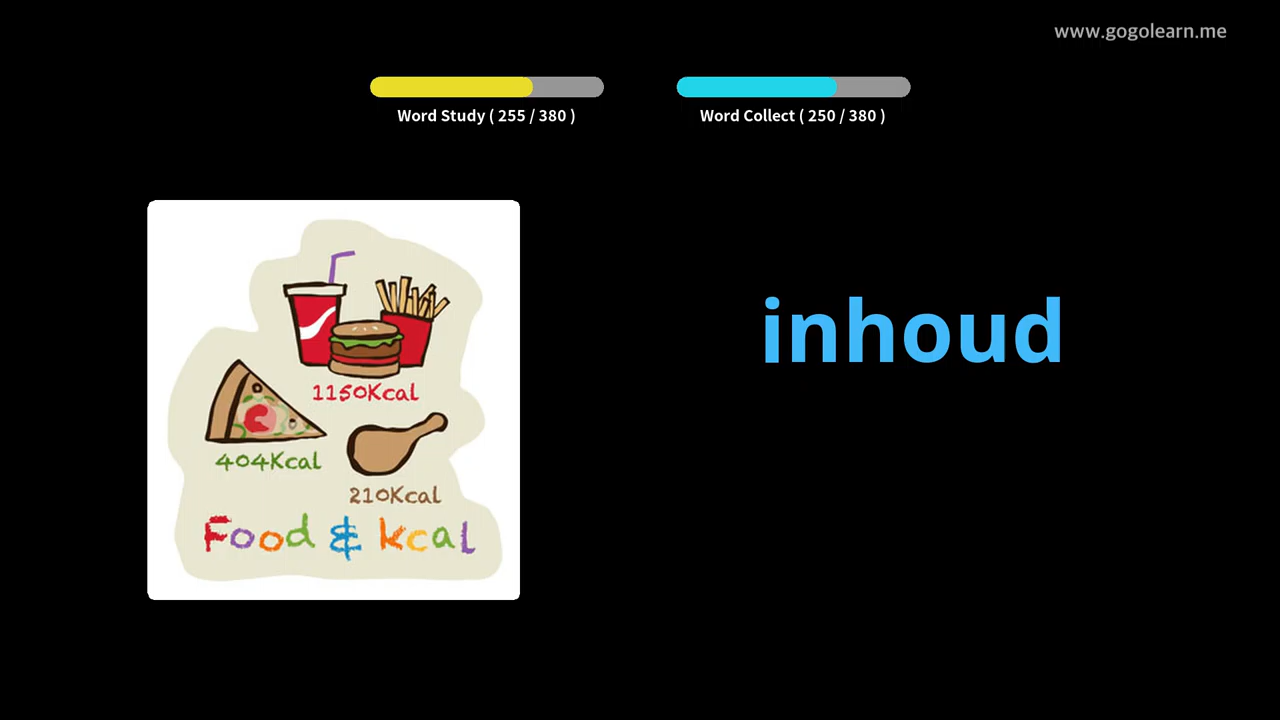 www.gogolearn.me
Word Study ( 255 / 380 )
Word Collect ( 250 / 380 )
inhoud
1150Kcal
404Kcal
210Kcal
Food & kcal